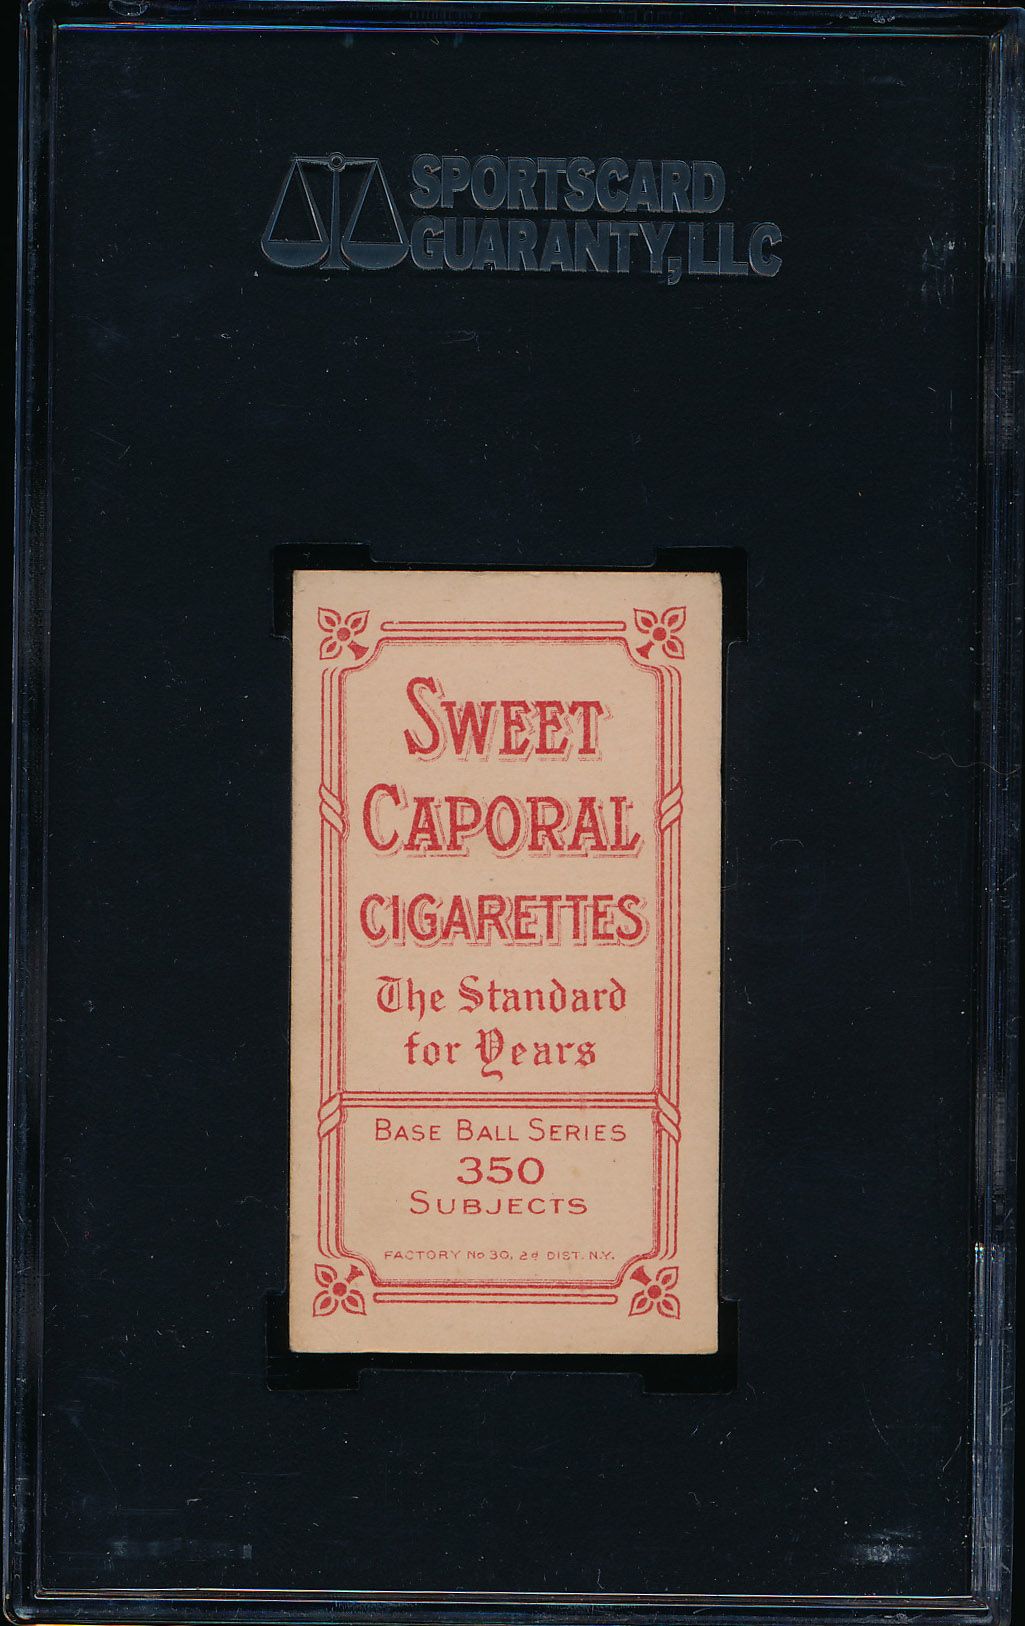 SPORTSCARD
GUARANTY, LLC
SWEET
CAPORAL
CIGARETTES
The Standard
for Years
BASE BALL SERIES
350
SUBJECTS
FACTORY No 30, 2d DIST. N.Y.